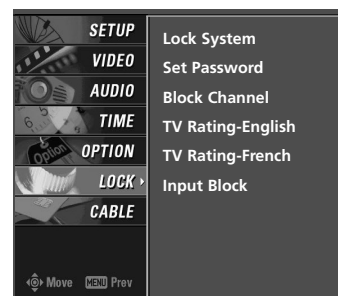 SETUP
VIDEO
AUDIO
TIME
OPTION
LOCK
CABLE
Move MENU Prev
Lock System
Set Password
Block Channel
TV Rating-English
TV Rating-French
Input Block